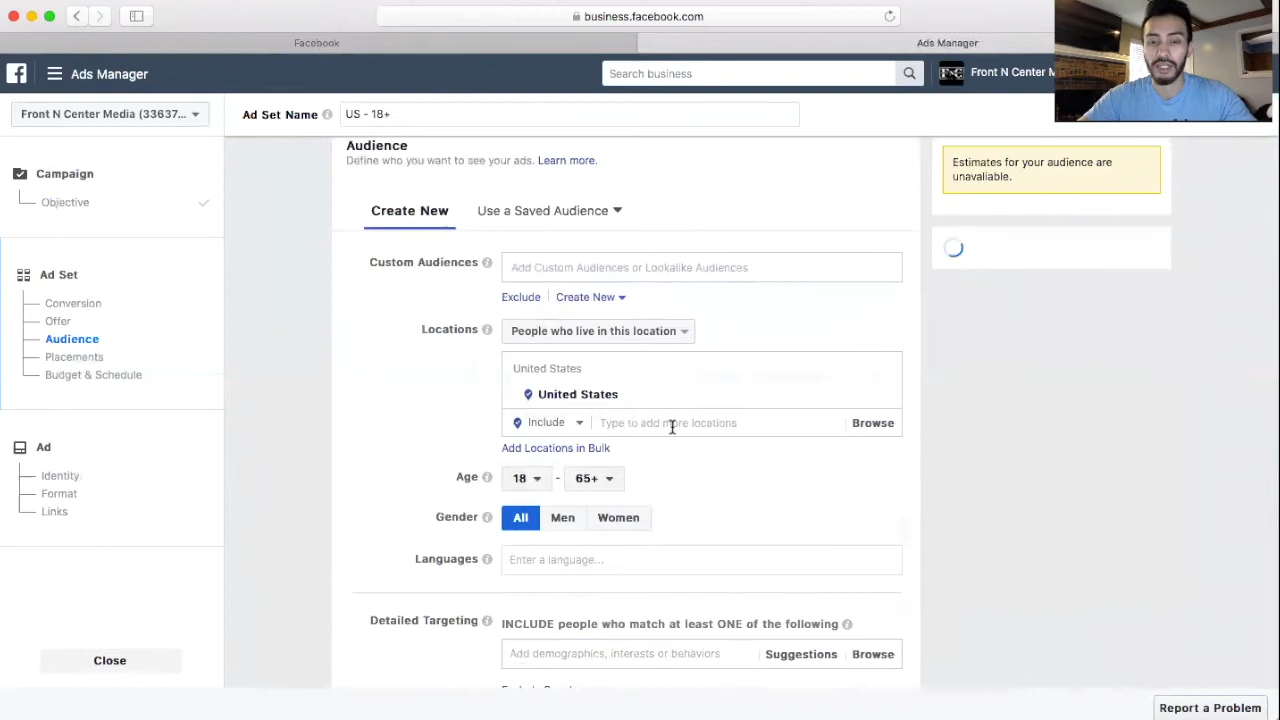 business.facebook.com
Facebook
Ads Manager
Ads Manager
Search business
Front N Center M
Front N Center Media (33637...
Ad Set Name
US - 18+
Campaign
Objective
Ad Set
Conversion
Offer
Audience
Placements
Budget & Schedule
Ad
Identity
Format
Links
Close
Audience
Define who you want to see your ads. Learn more.
Create New
Use a Saved Audience
Custom Audiences
Add Custom Audiences or Lookalike Audiences
Exclude
Create New
Locations
People who live in this location
United States
United States
Include
Type to add more locations
Browse
Add Locations in Bulk
Age
18 - 65+
Gender
All
Men
Women
Languages
Enter a language...
Detailed Targeting
INCLUDE people who match at least ONE of the following
Add demographics, interests or behaviors
Suggestions
Browse
Estimates for your audience are
unavaliable.
Report a Problem